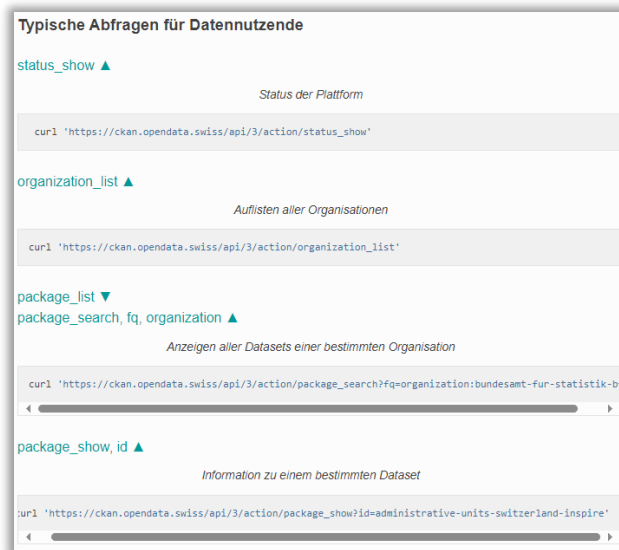 Typische Abfragen für Datennutzende
status_show ▲
Status der Plattform
curl 'https://ckan.opendata.swiss/api/3/action/status_show'
organization_list ▲
Auflisten aller Organisationen
curl 'https://ckan.opendata.swiss/api/3/action/organization_list'
package_list ▼
package_search, fq, organization ▲
Anzeigen aller Datasets einer bestimmten Organisation
curl 'https://ckan.opendata.swiss/api/3/action/package_search?fq=organization:bundesamt-fur-statistik-b
package_show, id ▲
Information zu einem bestimmten Dataset
curl 'https://ckan.opendata.swiss/api/3/action/package_show?id=administrative-units-switzerland-inspire'